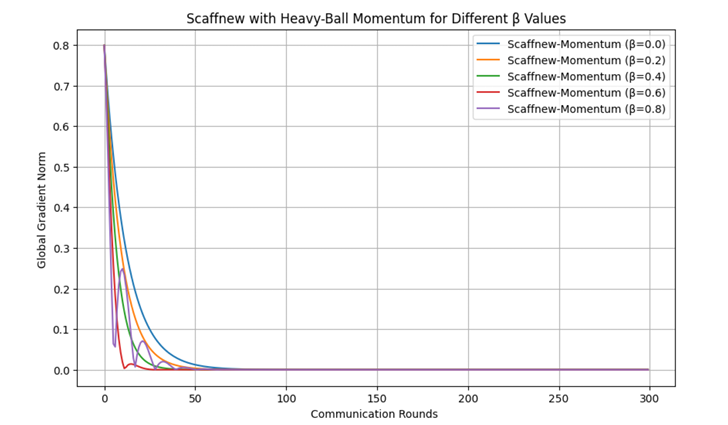 Scaffnew with Heavy-Ball Momentum for Different β Values
Scaffnew-Momentum (β=0.0)
Scaffnew-Momentum (β=0.2)
Scaffnew-Momentum (β=0.4)
Scaffnew-Momentum (β=0.6)
Scaffnew-Momentum (β=0.8)
Global Gradient Norm
0.8
0.7
0.6
0.5
0.4
0.3
0.2
0.1
0.0
0 50 100 150 200 250 300
Communication Rounds